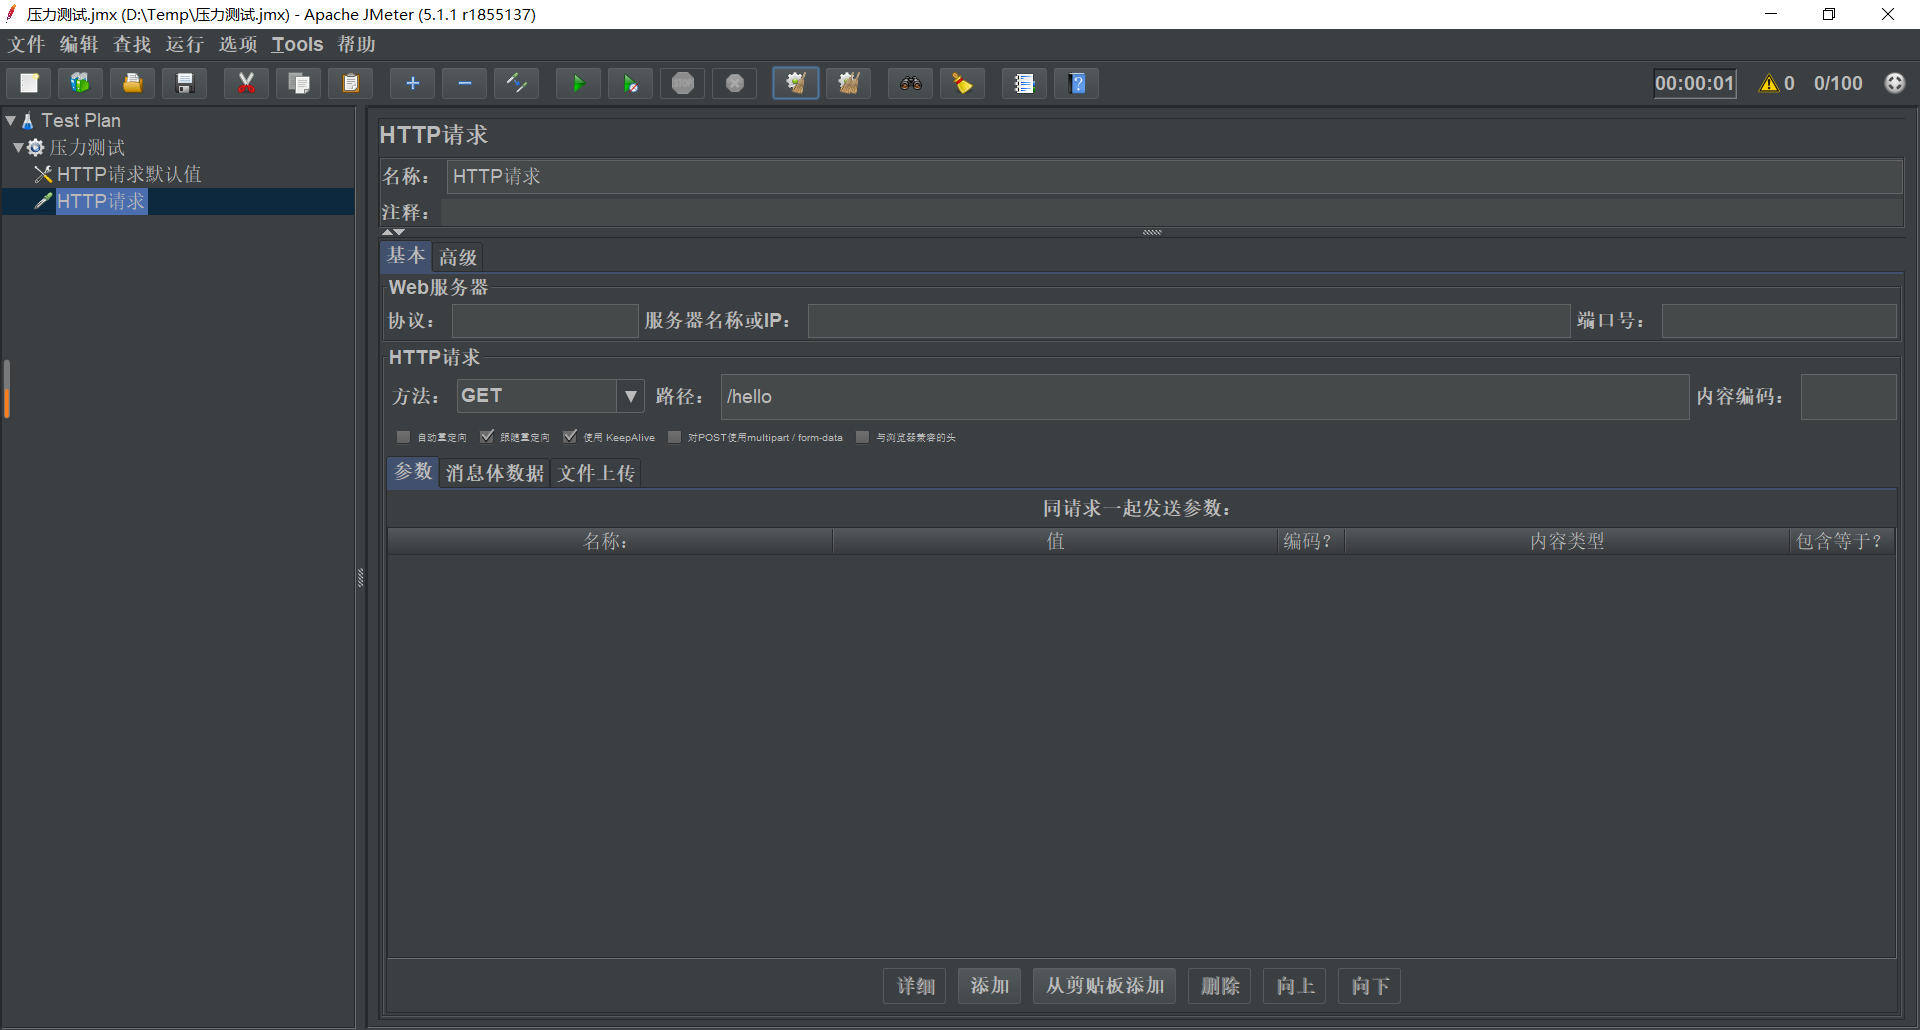 压力测试.jmx (D:\Temp\压力测试.jmx) - Apache JMeter (5.1.1 r1855137)
文件 编辑 查找 运行 选项 Tools 帮助
STOP
00:00:01 0 0/100
Test Plan
压力测试
HTTP请求默认值
HTTP请求
HTTP请求
名称： HTTP请求
注释：
基本 高级
Web服务器
协议： 服务器名称或IP： 端口号：
HTTP请求
方法： GET 路径： /hello 内容编码：
自动重定向 跟随重定向 使用 KeepAlive 对POST使用multipart / form-data 与浏览器兼容的头
参数 消息体数据 文件上传
同请求一起发送参数：
名称： 值 编码？ 内容类型 包含等于？
详细 添加 从剪贴板添加 删除 向上 向下